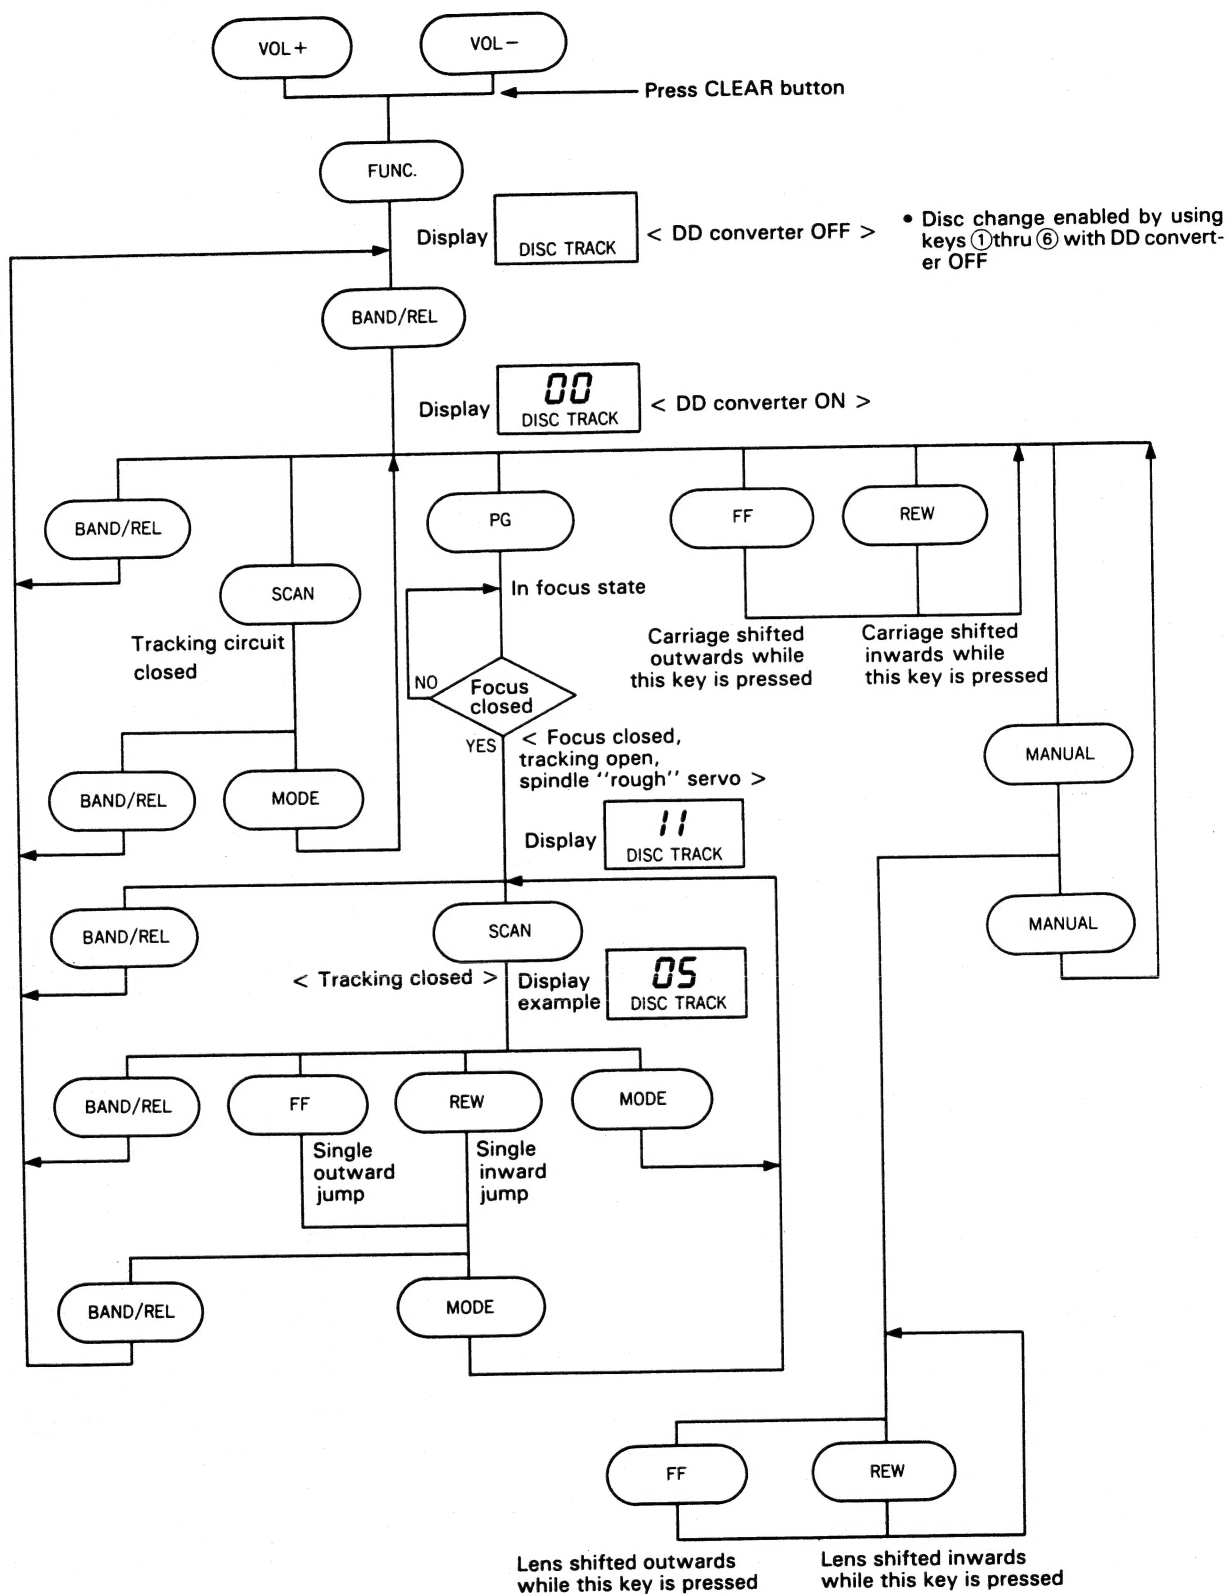 VOL+
VOL−
Press CLEAR button
FUNC.
Display
DISC TRACK
< DD converter OFF >
• Disc change enabled by using
keys ①thru ⑥ with DD convert-
er OFF
BAND/REL
Display
00
DISC TRACK
< DD converter ON >
BAND/REL
SCAN
Tracking circuit
closed
BAND/REL
MODE
PG
In focus state
NO
Focus
closed
YES
< Focus closed,
tracking open,
spindle "rough" servo >
Display
11
DISC TRACK
FF
REW
Carriage shifted
outwards while
this key is pressed
Carriage shifted
inwards while
this key is pressed
MANUAL
MANUAL
BAND/REL
SCAN
< Tracking closed >
Display
example
05
DISC TRACK
BAND/REL
FF
REW
MODE
Single
outward
jump
Single
inward
jump
BAND/REL
MODE
FF
REW
Lens shifted outwards
while this key is pressed
Lens shifted inwards
while this key is pressed